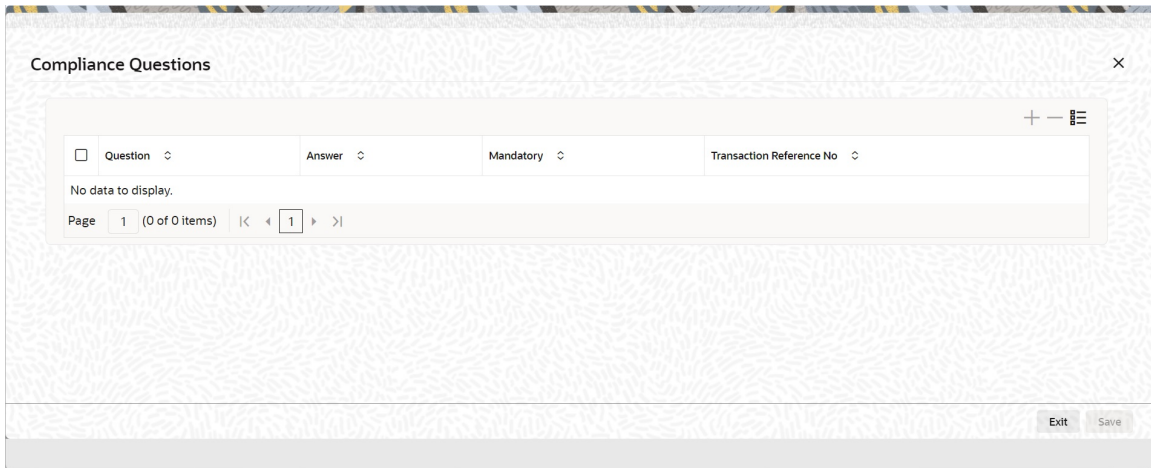 Compliance Questions
Question Answer Mandatory Transaction Reference No
No data to display.
Page 1 (0 of 0 items) 1
Exit Save